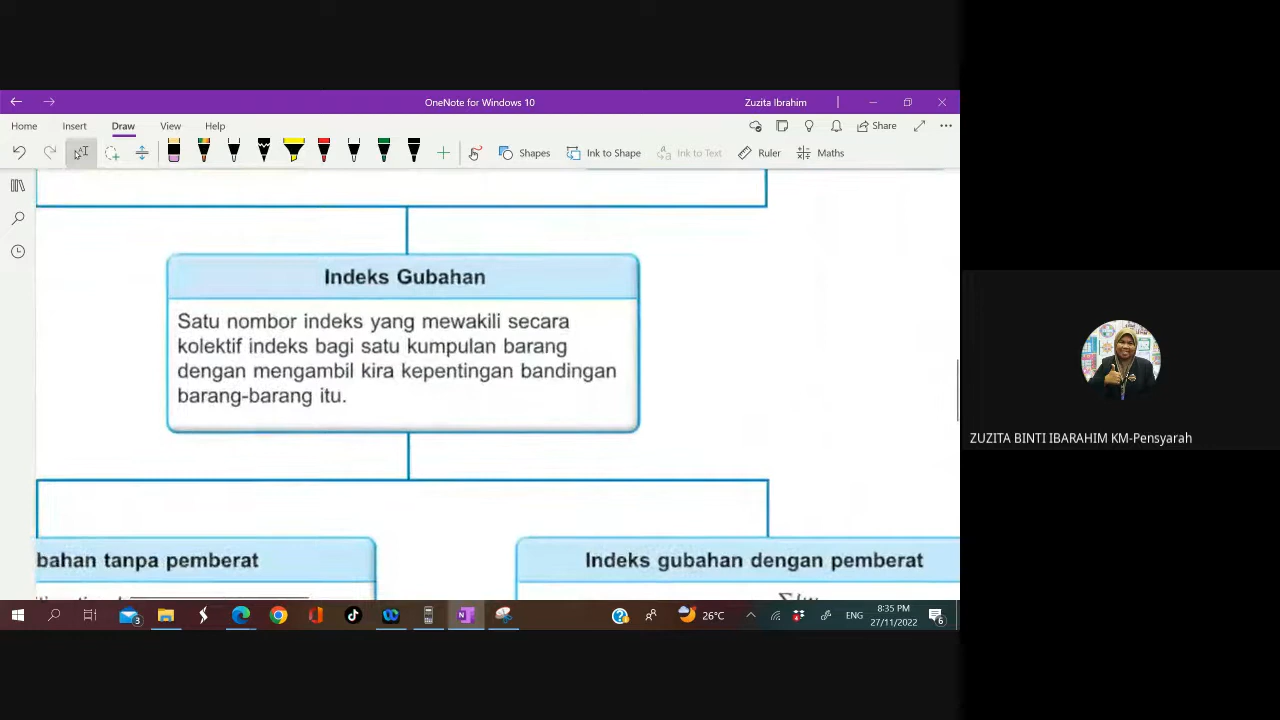 OneNote for Windows 10
Zuzita Ibrahim
Home Insert Draw View Help
Share
Shapes Ink to Shape Ink to Text Ruler Maths
Indeks Gubahan
Satu nombor indeks yang mewakili secara
kolektif indeks bagi satu kumpulan barang
dengan mengambil kira kepentingan bandingan
barang-barang itu.
ZUZITA BINTI IBARAHIM KM-Pensyarah
bahan tanpa pemberat
Indeks gubahan dengan pemberat
3
26°C
ENG
8:35 PM
27/11/2022
6